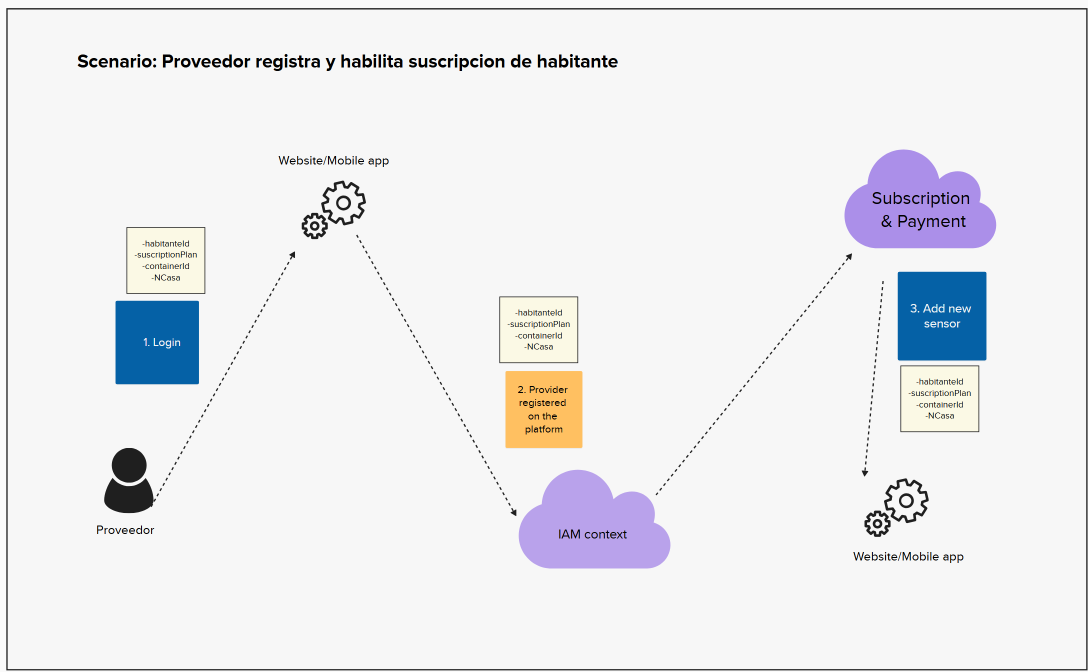 Scenario: Proveedor registra y habilita suscripcion de habitante
Website/Mobile app
-habitanteId
-suscriptionPlan
-containerId
-NCasa
1. Login
Proveedor
-habitanteId
-suscriptionPlan
-containerId
-NCasa
2. Provider
registered
on the
platform
IAM context
Subscription
& Payment
3. Add new
sensor
-habitanteId
-suscriptionPlan
-containerId
-NCasa
Website/Mobile app